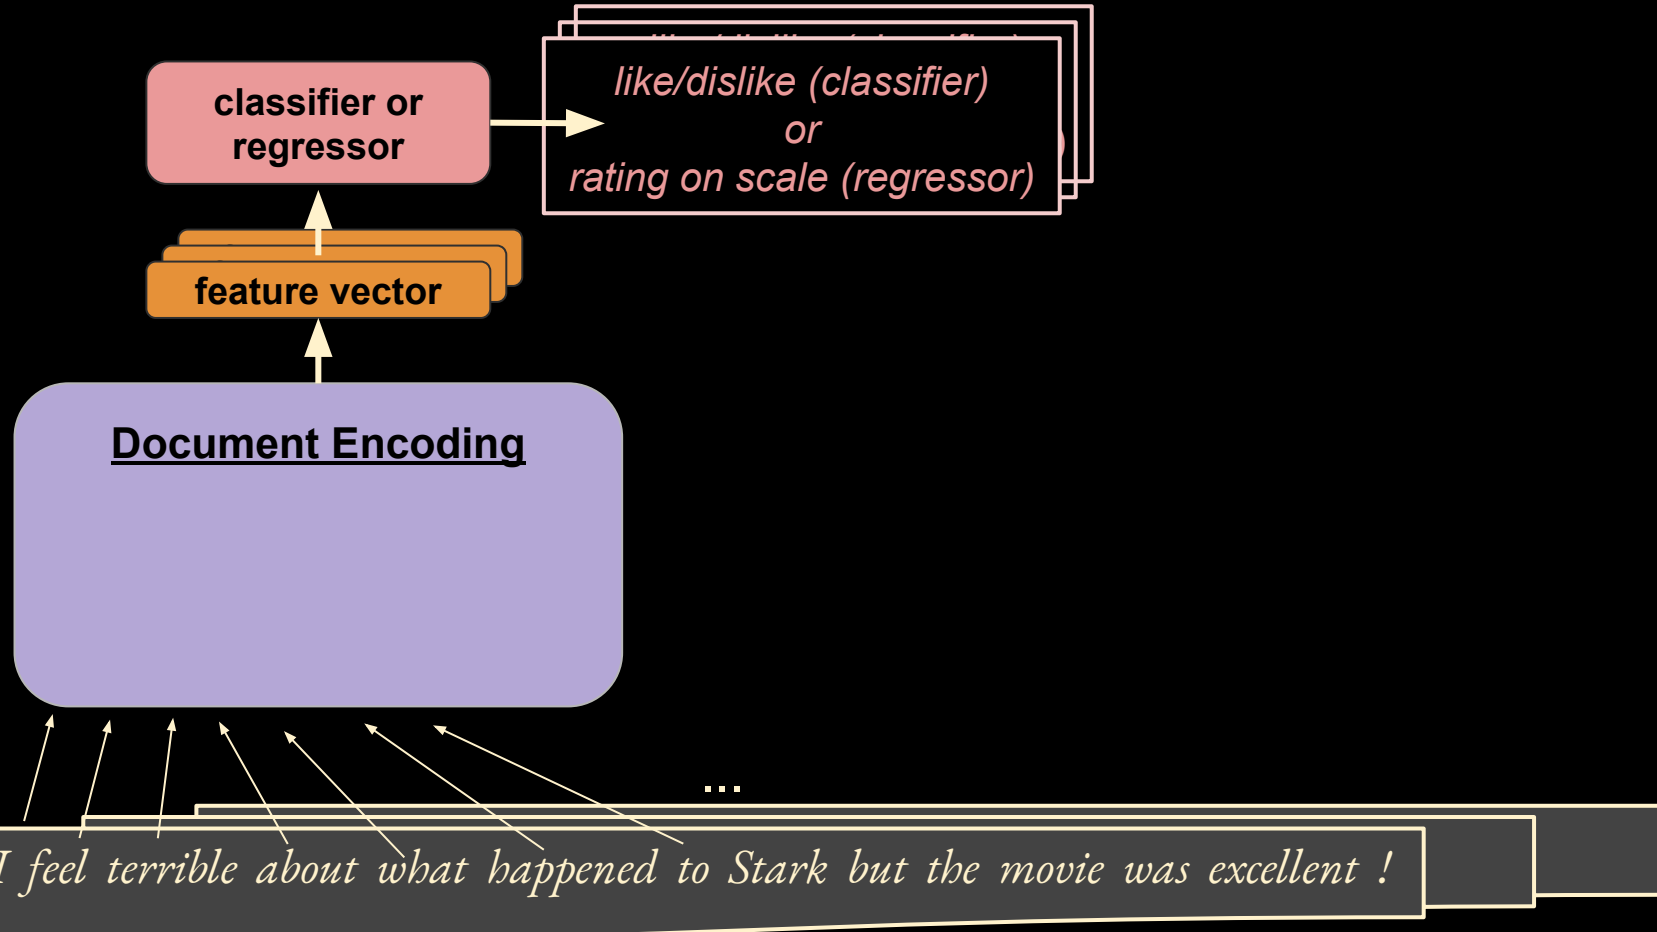 like/dislike (classifier)
or
rating on scale (regressor)
classifier or
regressor
feature vector
Document Encoding
...
I feel terrible about what happened to Stark but the movie was excellent !